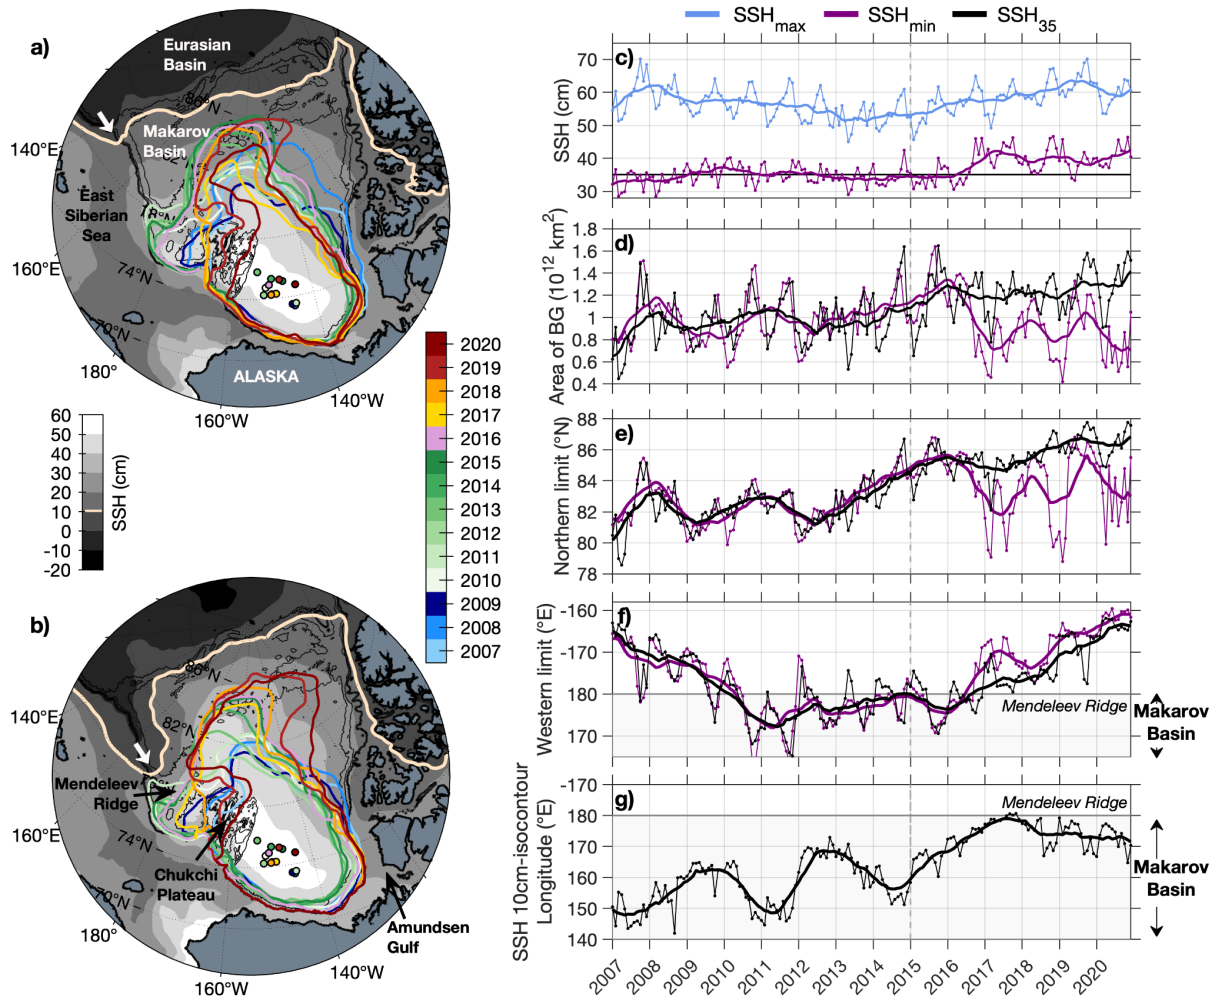 SSHmax SSHmin SSH35
a)
Eurasian
Basin
86°N
Makarov
Basin
140°E
East
Siberian
Sea
160°E
74°N
70°N
180°
ALASKA
160°W
140°W
60
50
40
30
20
10
0
-10
-20
SSH (cm)
2020
2019
2018
2017
2016
2015
2014
2013
2012
2011
2010
2009
2008
2007
b)
86°N
82°N
140°E
Mendeleev
Ridge
160°E
74°N
70°N
Chukchi
Plateau
180°
Amundsen
Gulf
160°W
140°W
c)
SSH (cm)
70
60
50
40
30
d)
Area of BG (10^12 km²)
1.8
1.6
1.4
1.2
1
0.8
0.6
0.4
e)
Northern limit (°N)
88
86
84
82
80
78
f)
Western limit (°E)
-160
-170
180
170
Mendeleev Ridge
Makarov
Basin
g)
SSH 10cm-isocontour
Longitude (°E)
-170
180
170
160
150
140
Mendeleev Ridge
Makarov
Basin
2007 2008 2009 2010 2011 2012 2013 2014 2015 2016 2017 2018 2019 2020